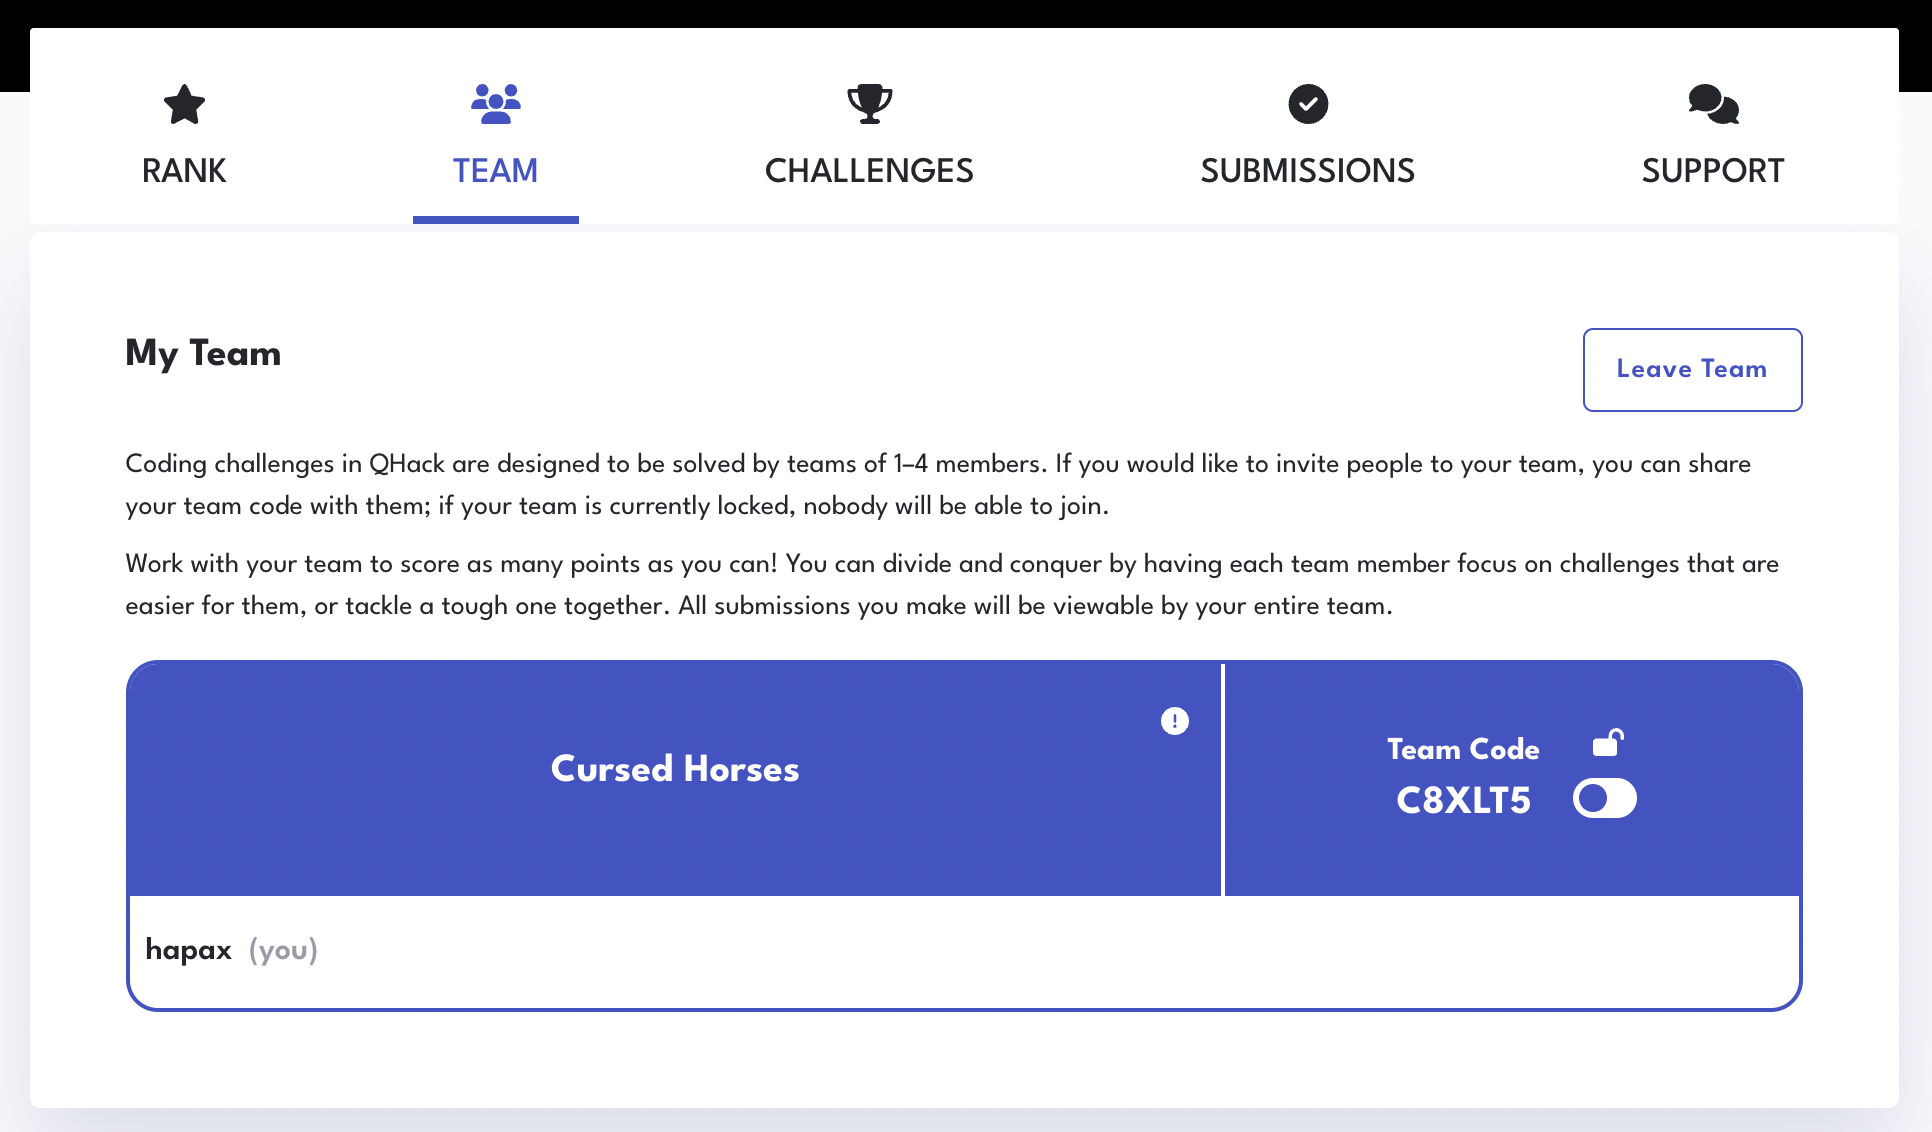 RANK
TEAM
CHALLENGES
SUBMISSIONS
SUPPORT
My Team
Leave Team
Coding challenges in QHack are designed to be solved by teams of 1–4 members. If you would like to invite people to your team, you can share
your team code with them; if your team is currently locked, nobody will be able to join.
Work with your team to score as many points as you can! You can divide and conquer by having each team member focus on challenges that are
easier for them, or tackle a tough one together. All submissions you make will be viewable by your entire team.
Cursed Horses
Team Code
C8XLT5
hapax (you)